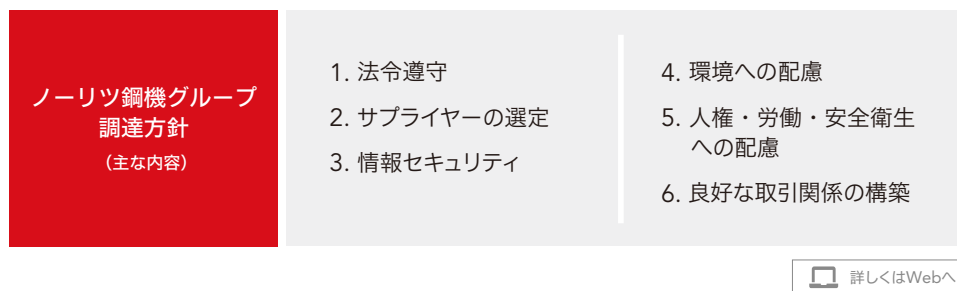 ノーリツ鋼機グループ
調達方針
（主な内容）
1. 法令遵守
2. サプライヤーの選定
3. 情報セキュリティ
4. 環境への配慮
5. 人権・労働・安全衛生
への配慮
6. 良好な取引関係の構築
詳しくはWebへ